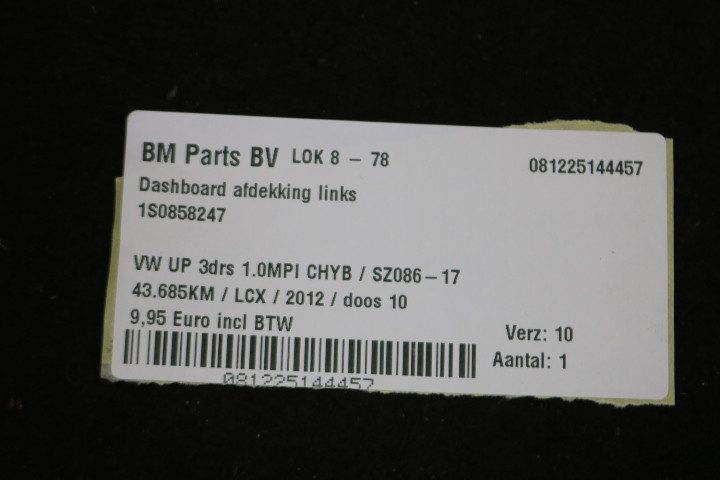 BM Parts BV LOK 8 – 78
081225144457
Dashboard afdekking links
1S0858247
VW UP 3drs 1.0MPI CHYB / SZ086–17
43.685KM / LCX / 2012 / doos 10
9,95 Euro incl BTW
Verz: 10
Aantal: 1
081225144457